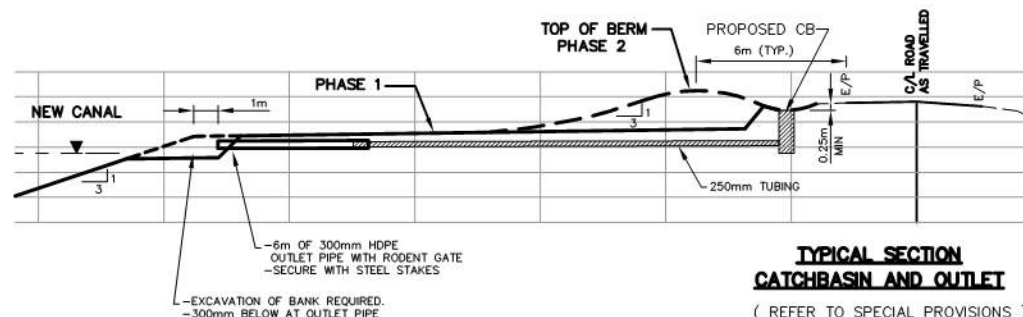 TOP OF BERM
PHASE 2
PROPOSED CB
6m (TYP.)
C/L ROAD
AS TRAVELLED
E/P
E/P
PHASE 1
1m
NEW CANAL
3
1
0.25m
MIN
3
1
250mm TUBING
-6m OF 300mm HDPE
OUTLET PIPE WITH RODENT GATE
-SECURE WITH STEEL STAKES
-EXCAVATION OF BANK REQUIRED.
-300mm BELOW AT OUTLET PIPE
TYPICAL SECTION
CATCHBASIN AND OUTLET
( REFER TO SPECIAL PROVISIONS )